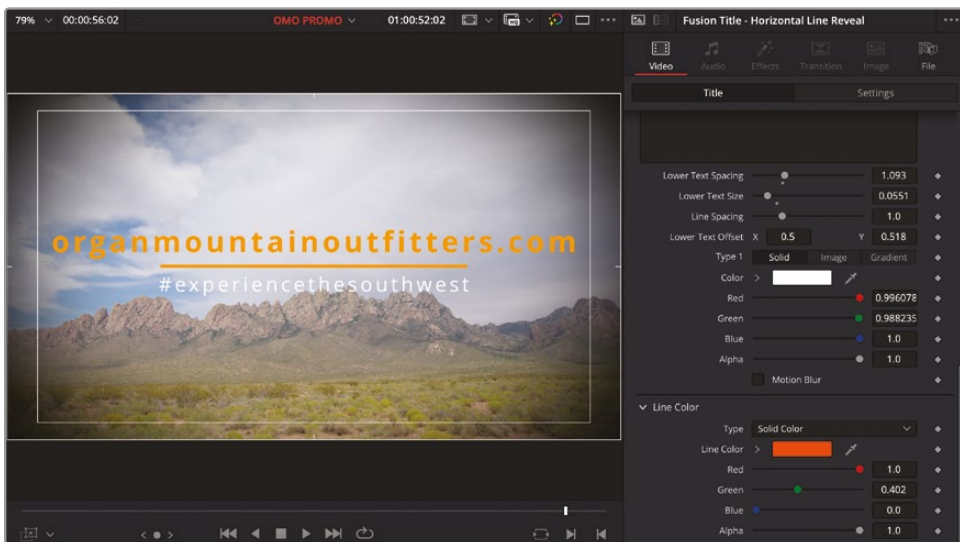 79% 00:00:56:02 OMO PROMO 01:00:52:02 Fusion Title - Horizontal Line Reveal
Video Audio Effects Transition Image File
Title Settings
Lower Text Spacing 1.093
Lower Text Size 0.0551
Line Spacing 1.0
Lower Text Offset X 0.5 Y 0.518
Type 1 Solid Image Gradient
Color
Red 0.996078
Green 0.988235
Blue 1.0
Alpha 1.0
Motion Blur
Line Color
Type Solid Color
Line Color
Red 1.0
Green 0.402
Blue 0.0
Alpha 1.0
organmountainoutfitters.com
#experiencethesouthwest